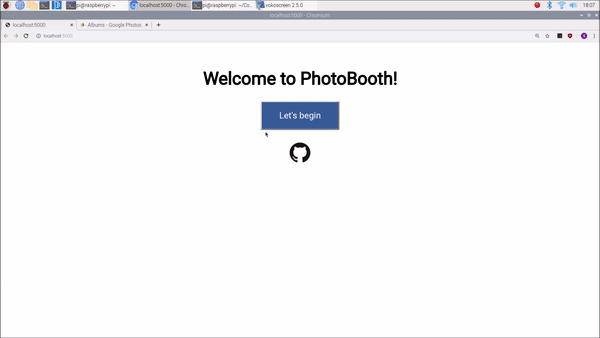 pi@raspberrypi: ~
localhost:5000 - Chro...
pi@raspberrypi: ~/Co...
vokoscreen 2.5.0
18:07
localhost:5000 - Chromium
localhost:5000
Albums - Google Photos
localhost:5000
Welcome to PhotoBooth!
Let's begin